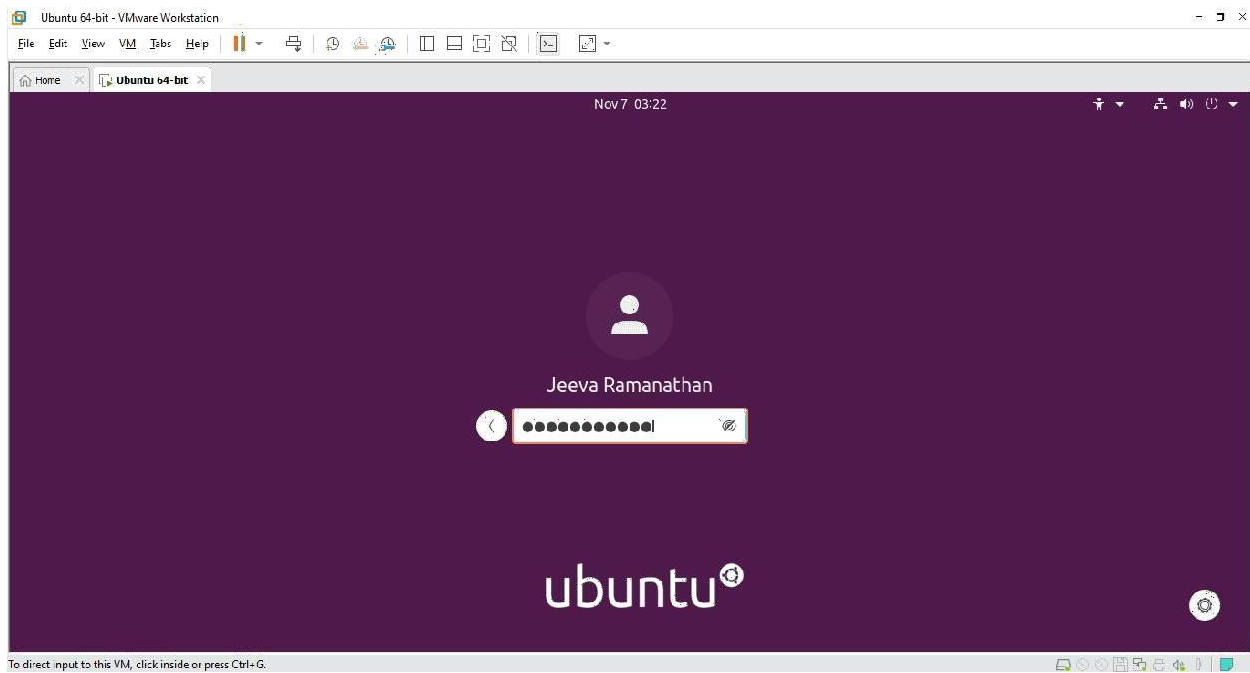 Ubuntu 64-bit - VMware Workstation
File Edit View VM Tabs Help
Home Ubuntu 64-bit
Nov 7 03:22
Jeeva Ramanathan
ubuntu
To direct input to this VM, click inside or press Ctrl+G.